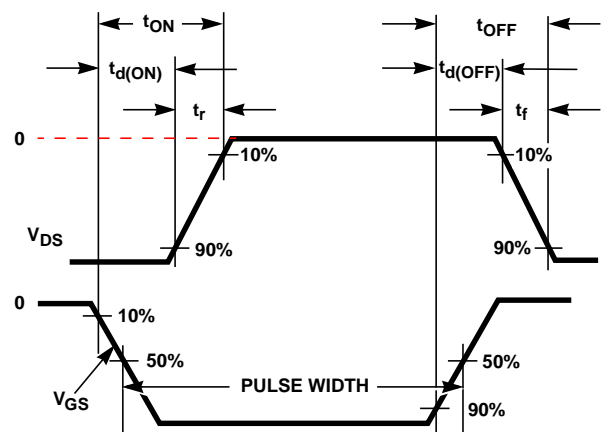 tON
tOFF
td(ON)
td(OFF)
tr
tf
0
10%
10%
VDS
90%
90%
0
10%
50%
50%
VGS
PULSE WIDTH
90%